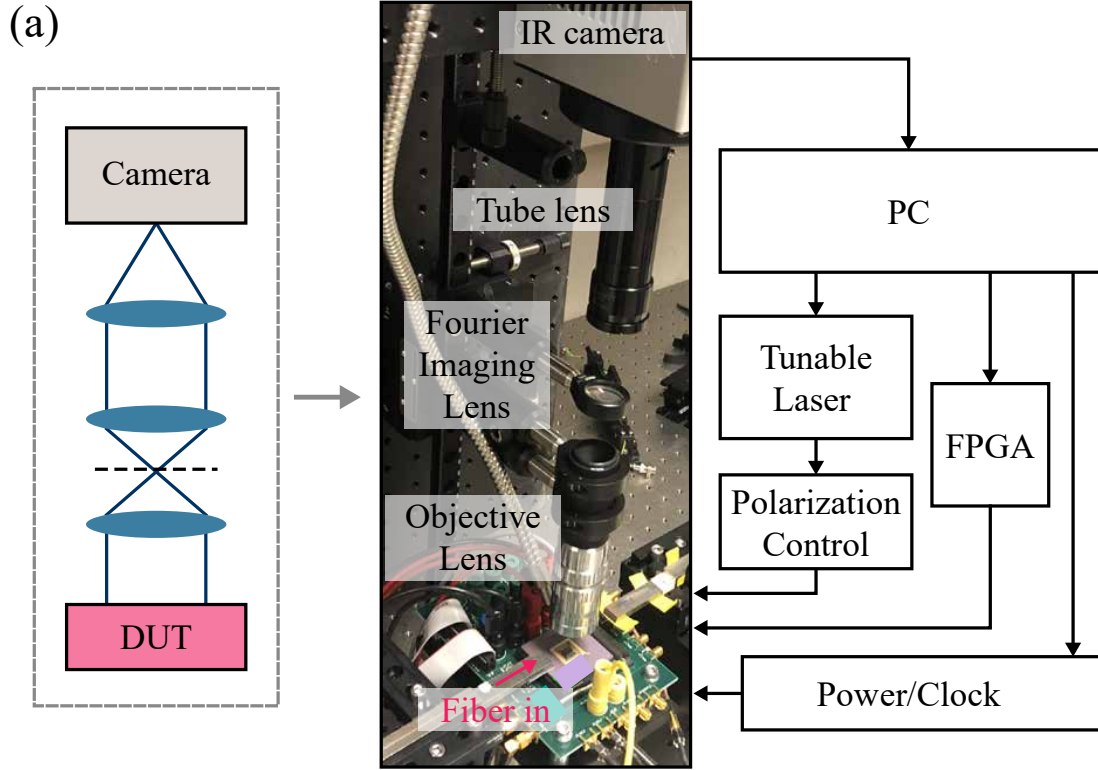 (a)
Camera
DUT
IR camera
Tube lens
Fourier
Imaging
Lens
Objective
Lens
Fiber in
PC
Tunable
Laser
FPGA
Polarization
Control
Power/Clock